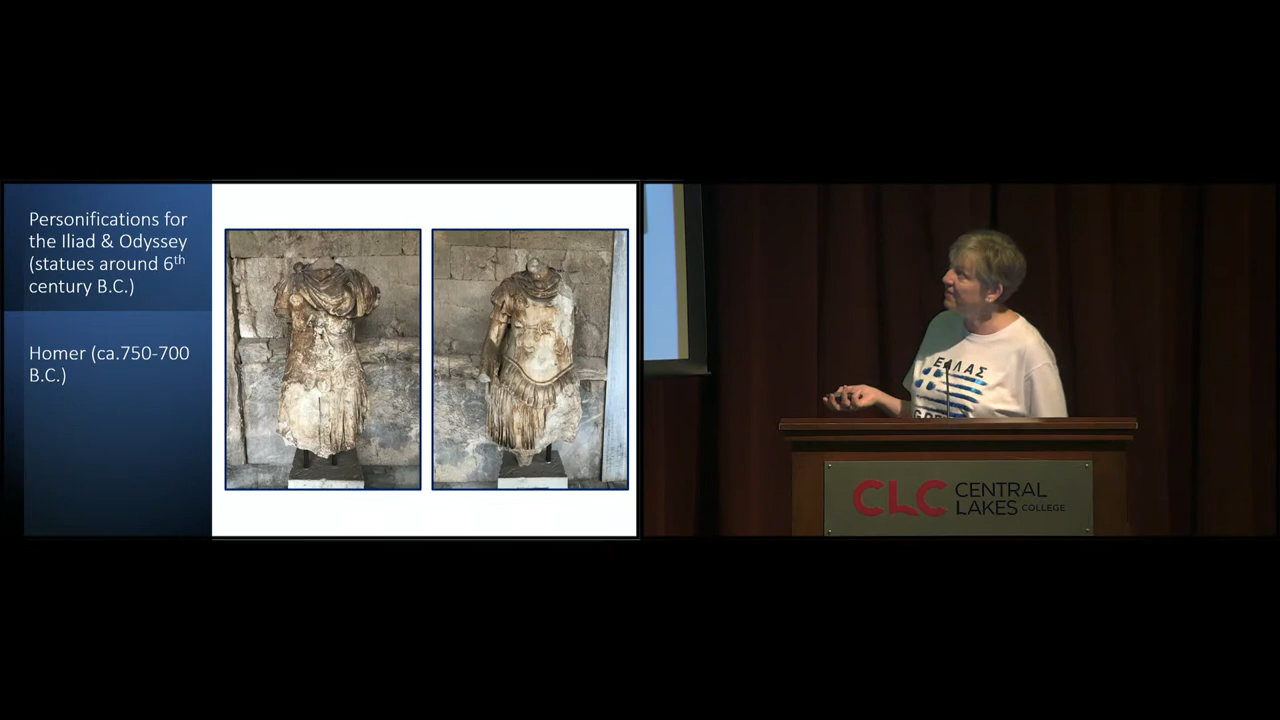 Personifications for
the Iliad & Odyssey
(statues around 6th
century B.C.)
Homer (ca.750-700
B.C.)
ΕΛΛΑΣ
CLC CENTRAL
LAKES COLLEGE